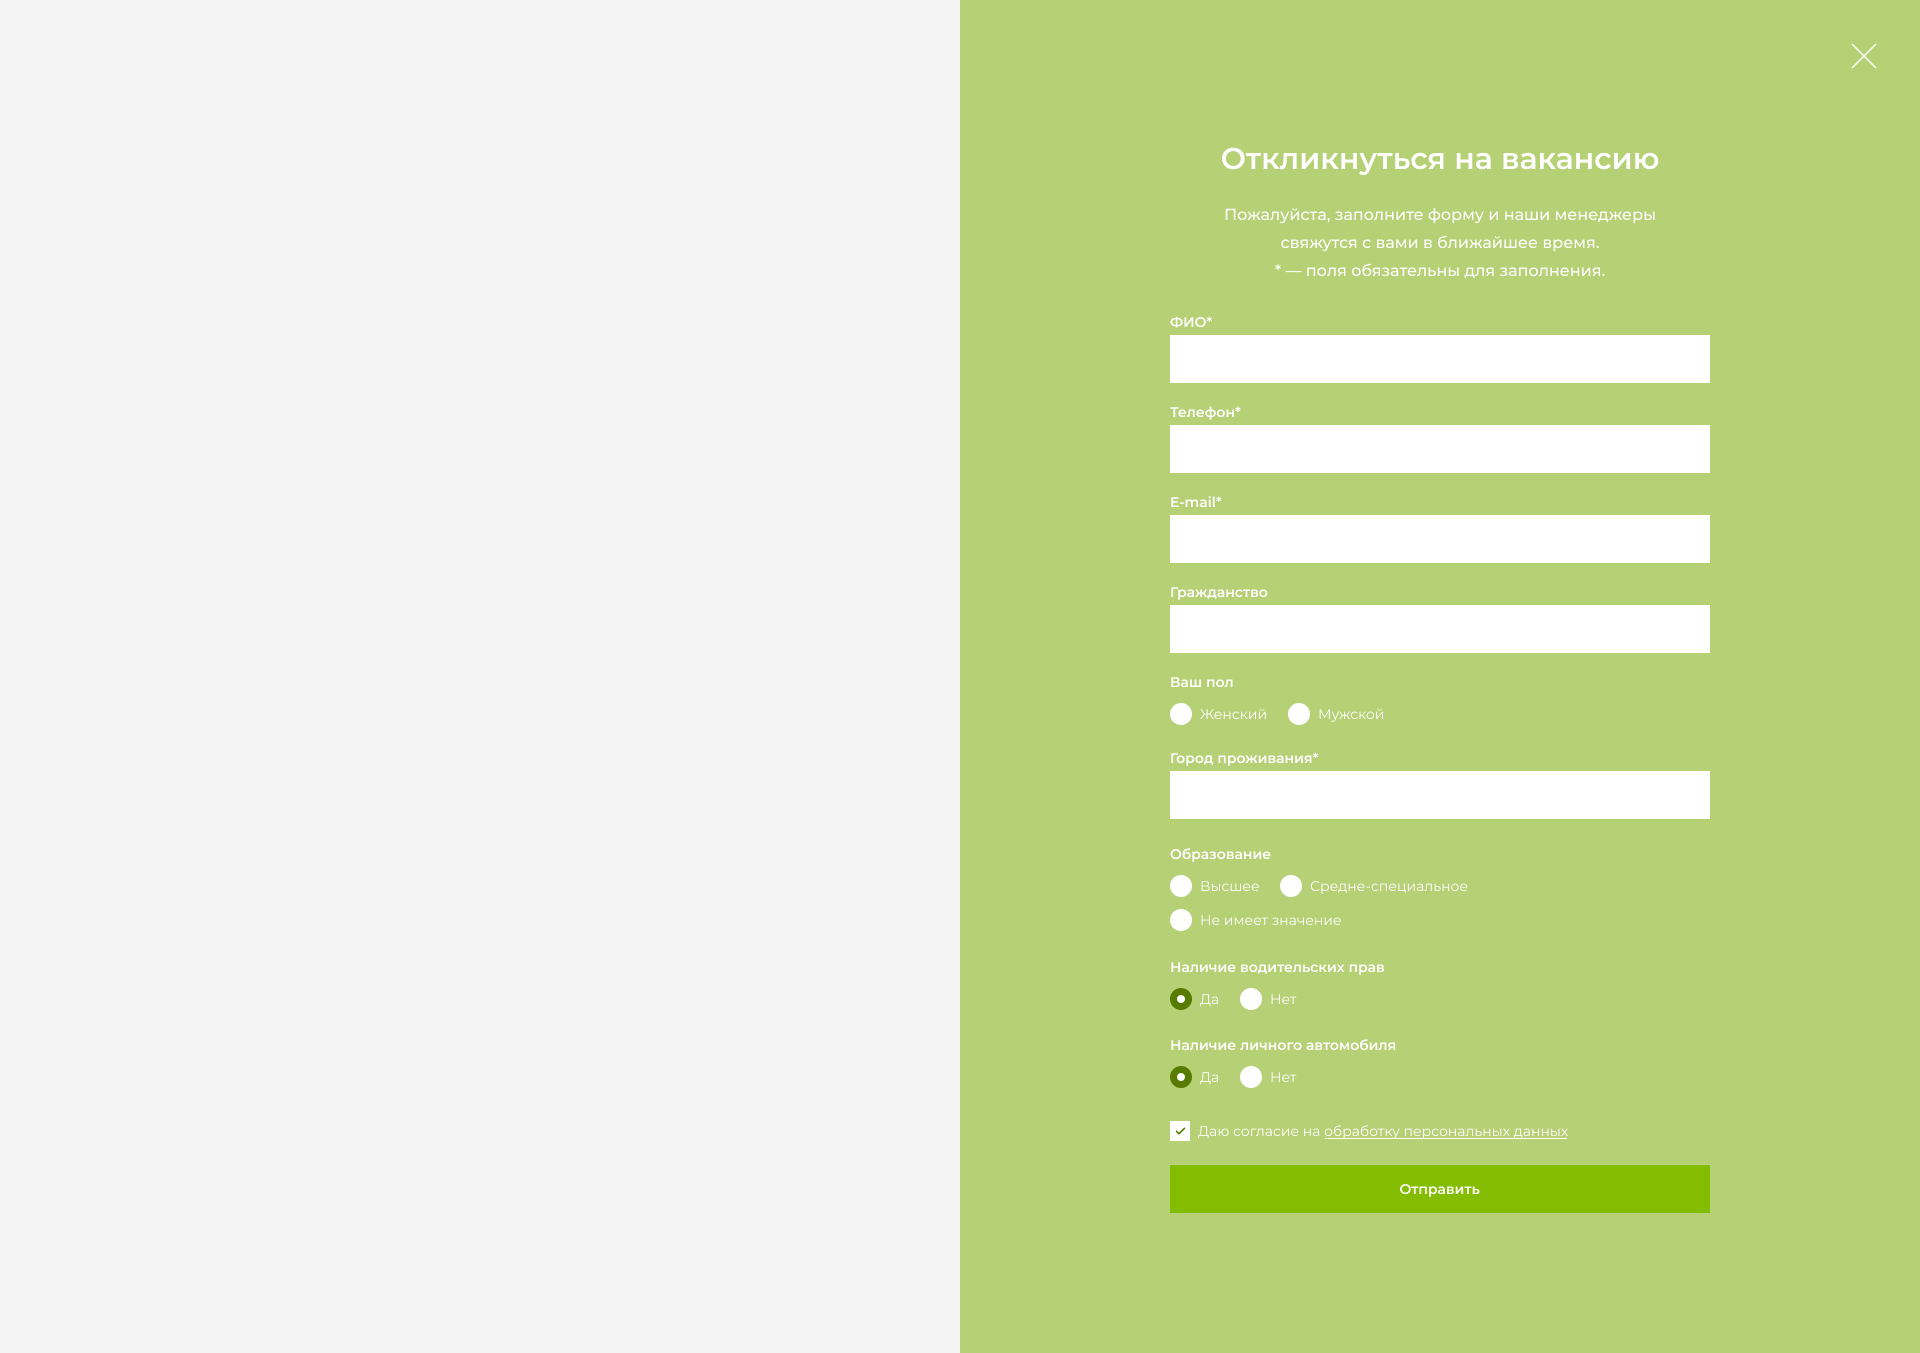 Откликнуться на вакансию
Пожалуйста, заполните форму и наши менеджеры
свяжутся с вами в ближайшее время.
* — поля обязательны для заполнения.
ФИО*
Телефон*
E-mail*
Гражданство
Ваш пол
Женский Мужской
Город проживания*
Образование
Высшее Средне-специальное
Не имеет значение
Наличие водительских прав
Да Нет
Наличие личного автомобиля
Да Нет
Даю согласие на обработку персональных данных
Отправить